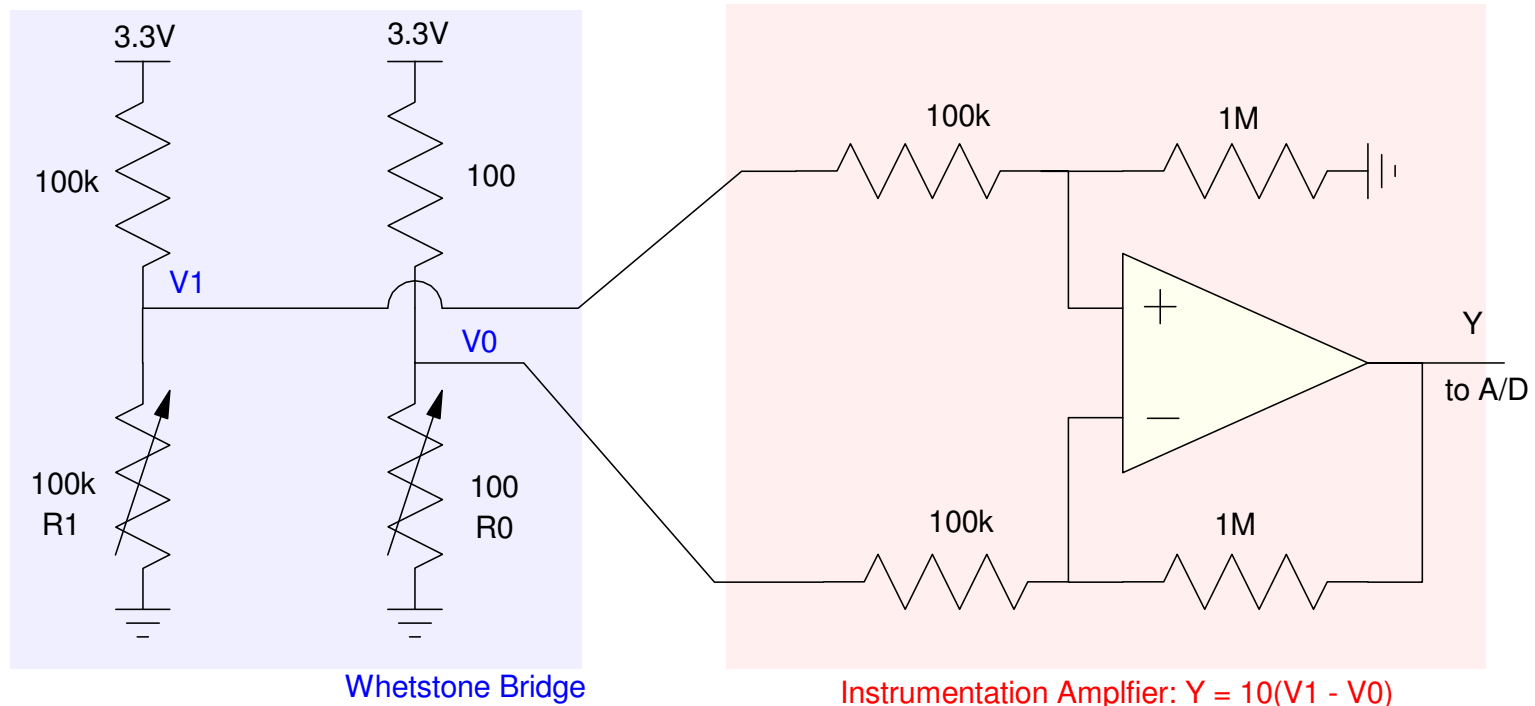 3.3V
3.3V
100k
100
V1
V0
100k
R1
100
R0
Whetstone Bridge
100k
1M
+
−
Y
to A/D
100k
1M
Instrumentation Amplfier: Y = 10(V1 - V0)